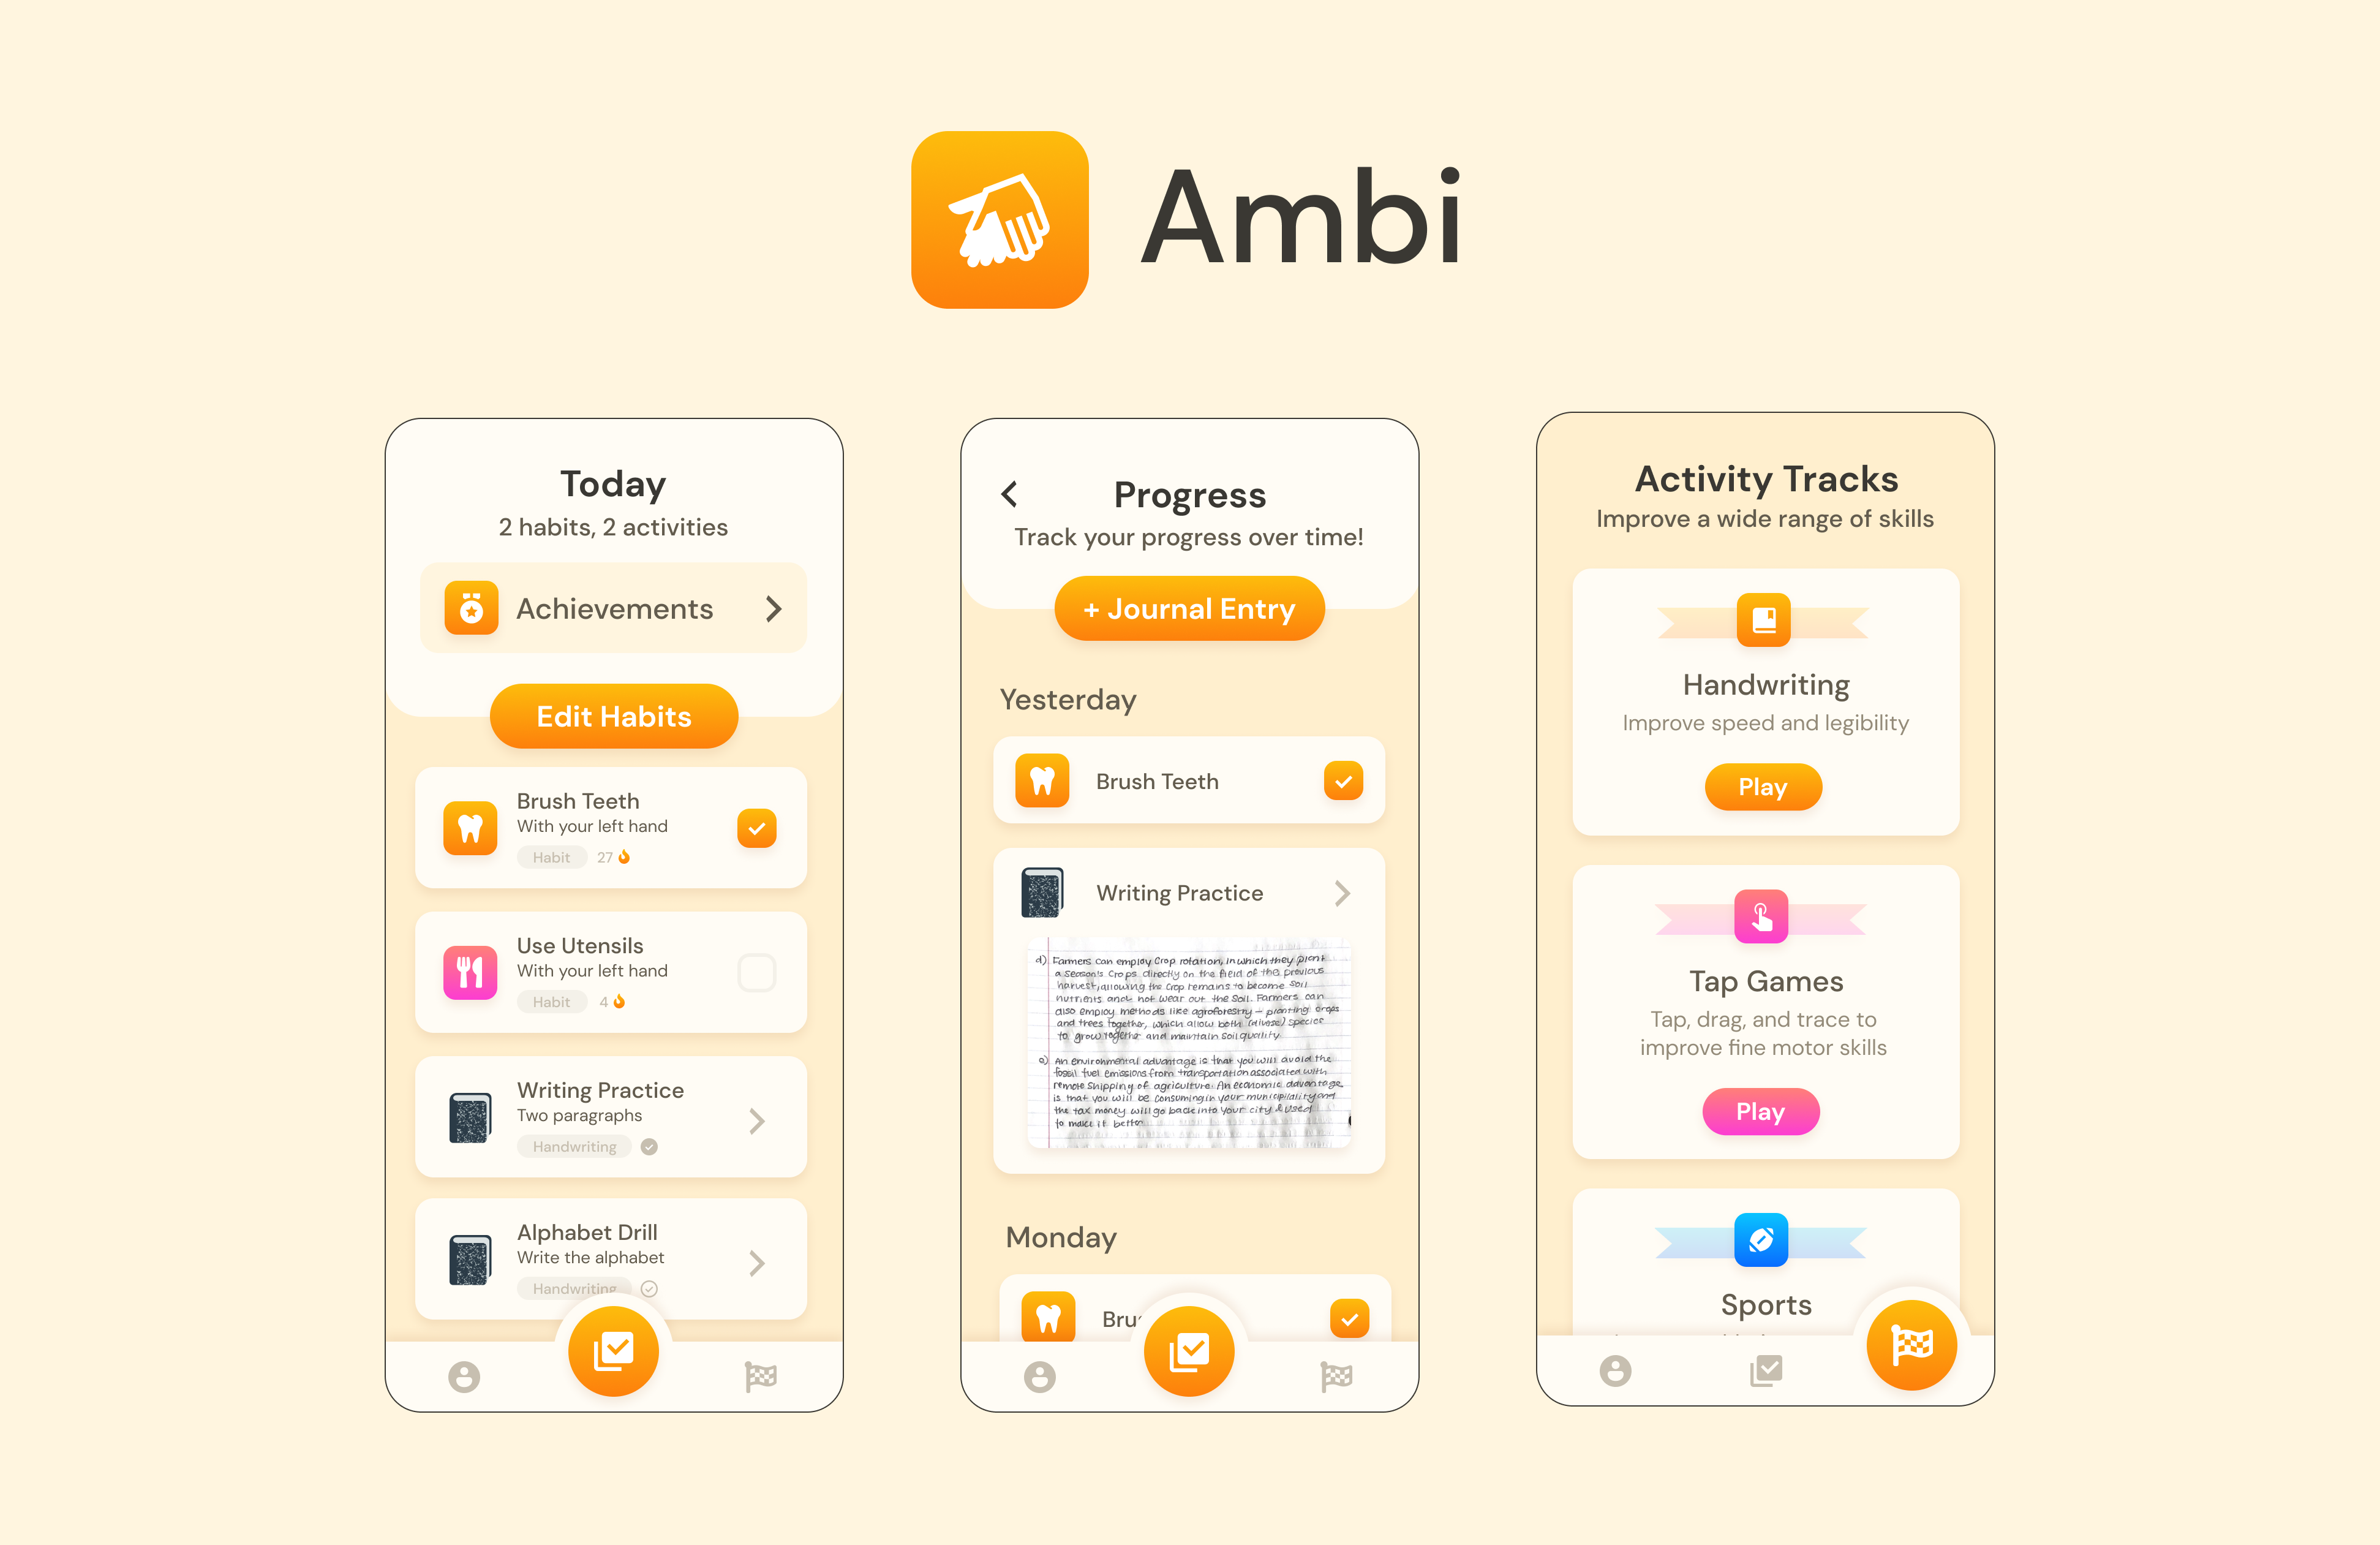 Ambi
Today
2 habits, 2 activities
Achievements
Edit Habits
Brush Teeth
With your left hand
Habit 27
Use Utensils
With your left hand
Habit 4
Writing Practice
Two paragraphs
Handwriting
Alphabet Drill
Write the alphabet
Handwriting
Progress
Track your progress over time!
+ Journal Entry
Yesterday
Brush Teeth
Writing Practice
d) Farmers can employ crop rotation, in which they plant
a season's crops directly on the field of the previous
harvest, allowing the crop remains to become soil
nutrients and not wear out the soil. Farmers can
also employ methods like agroforestry - planting crops
and trees together, which allow both (diverse) species
to grow together and maintain soil quality.
e) An environmental advantage is that you will avoid the
fossil fuel emissions from transportation associated with
remote shipping of agriculture. An economic
is that you will be consuming in your municipality and
the tax money will go back into your city & used
to make it better.
Monday
Bru
Activity Tracks
Improve a wide range of skills
Handwriting
Improve speed and legibility
Play
Tap Games
Tap, drag, and trace to
improve fine motor skills
Play
Sports